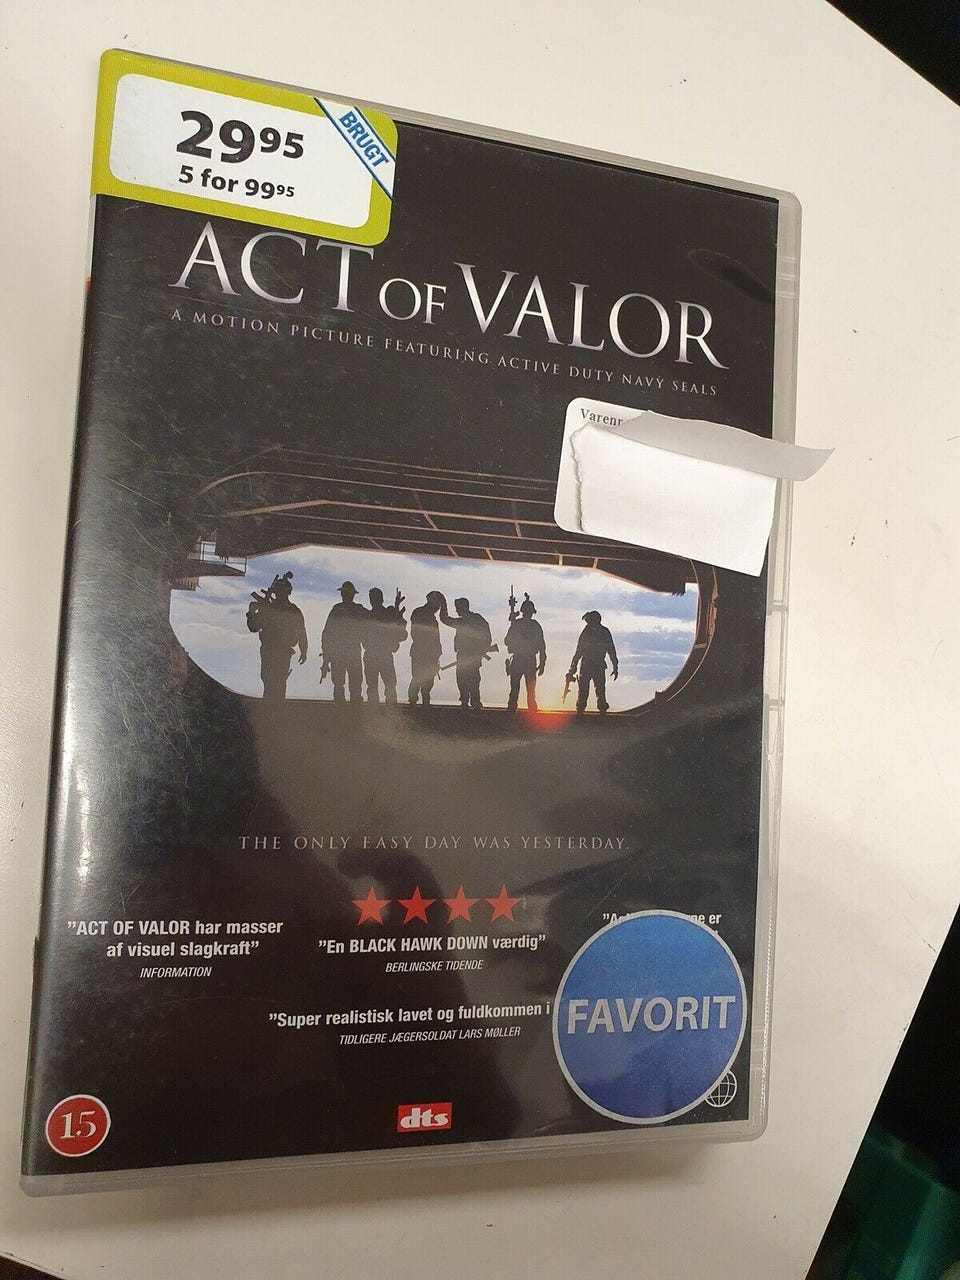 29 95
BRUGT
5 for 99 95
ACT OF VALOR
A MOTION PICTURE FEATURING ACTIVE DUTY NAVY SEALS
THE ONLY EASY DAY WAS YESTERDAY.
"ACT OF VALOR har masser
af visuel slagkraft"
INFORMATION
"En BLACK HAWK DOWN værdig"
BERLINGSKE TIDENDE
er
"Super realistisk lavet og fuldkommen i
TIDLIGERE JÆGERSOLDAT LARS MØLLER
FAVORIT
15
dts